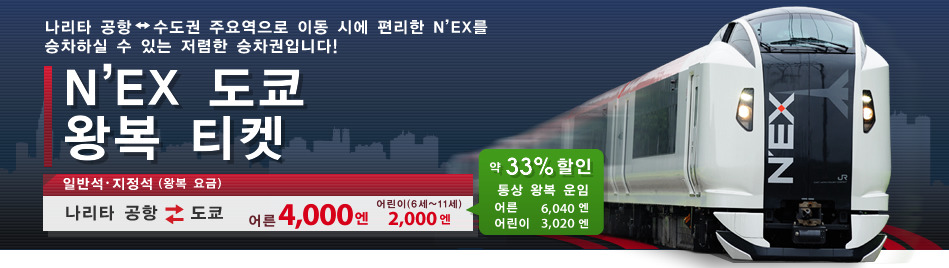 나리타 공항⬌수도권 주요역으로 이동 시에 편리한 N’EX를
승차하실 수 있는 저렴한 승차권입니다!
N’EX 도쿄
왕복 티켓
일반석·지정석 (왕복 요금)
나리타 공항 ⇄ 도쿄
어른 4,000엔
어린이(6세~11세)
2,000엔
약 33% 할인
통상 왕복 운임
어른 6,040 엔
어린이 3,020 엔
N'EX
JR